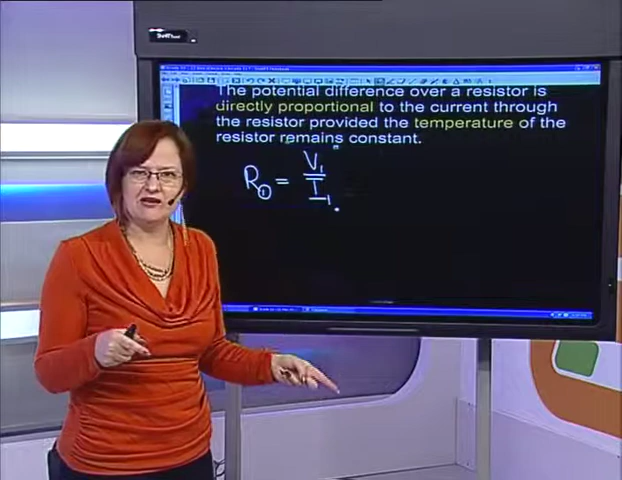 The potential difference over a resistor is
directly proportional to the current through
the resistor provided the temperature of the
resistor remains constant.
R₁ = V₁ / I₁